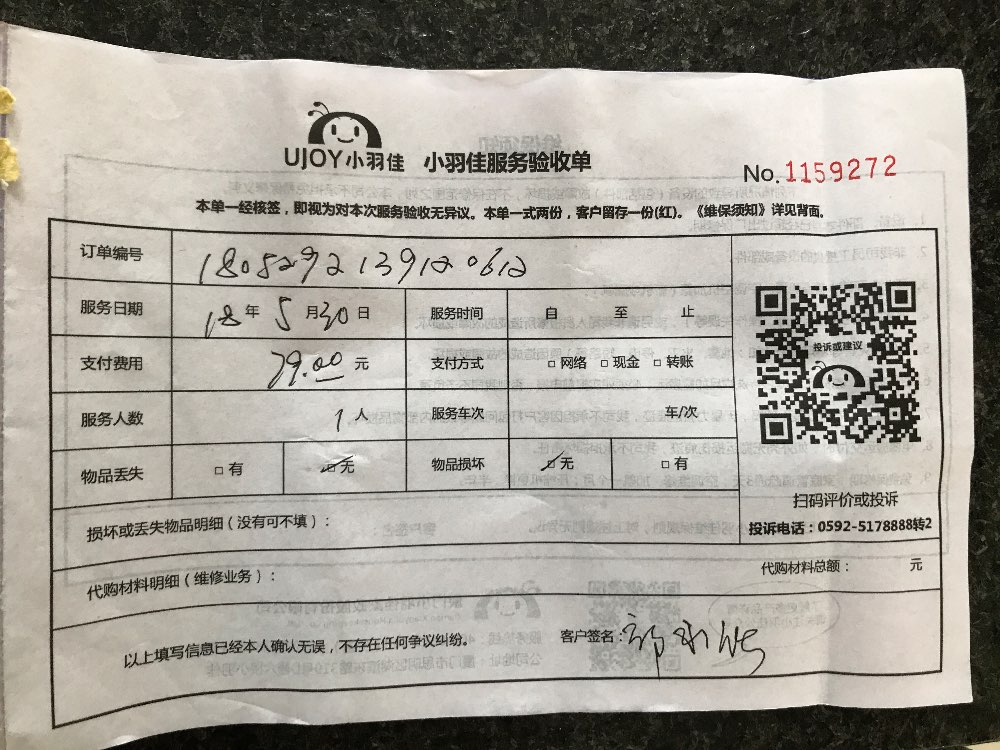 UJOY小羽佳 小羽佳服务验收单
No.1159272
本单一经核签，即视为对本次服务验收无异议。本单一式两份，客户留存一份(红)。《维保须知》详见背面。
订单编号 1805292139120612
服务日期 18年5月30日 服务时间 自 至 止
支付费用 79.00元 支付方式 □网络 □现金 □转账
服务人数 1人 服务车次 车/次
物品丢失 □有 ☑无 物品损坏 ☑无 □有
投诉或建议
扫码评价或投诉
投诉电话：0592-5178888转2
损坏或丢失物品明细（没有可不填）：
代购材料明细（维修业务）： 代购材料总额： 元
以上填写信息已经本人确认无误，不存在任何争议纠纷。 客户签名：